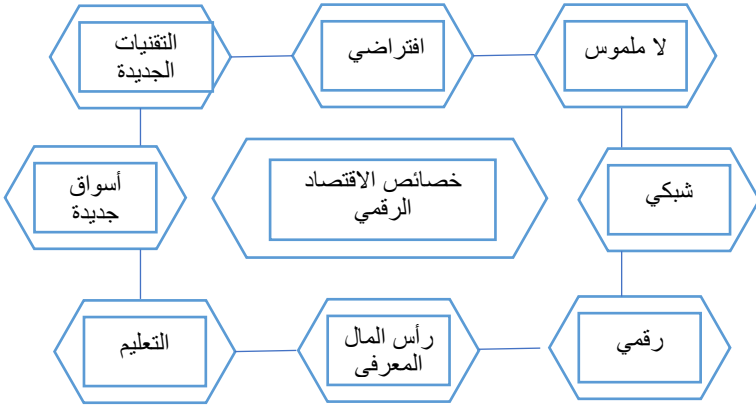 لا ملموس
افتراضي
التقنيات
الجديدة
شبكي
خصائص الاقتصاد
الرقمي
أسواق
جديدة
رقمي
رأس المال
المعرفى
التعليم